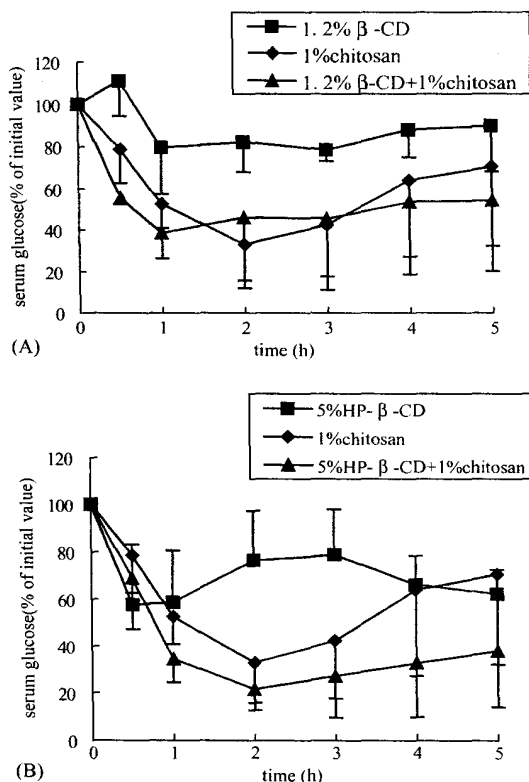 1. 2% β -CD
1%chitosan
1. 2% β-CD+1%chitosan
serum glucose(% of initial value)
120
100
80
60
40
20
0
0 1 2 3 4 5
time (h)
(A)
5%HP- β -CD
1%chitosan
5%HP- β -CD+1%chitosan
serum glucose(% of initial value)
120
100
80
60
40
20
0
0 1 2 3 4 5
time (h)
(B)